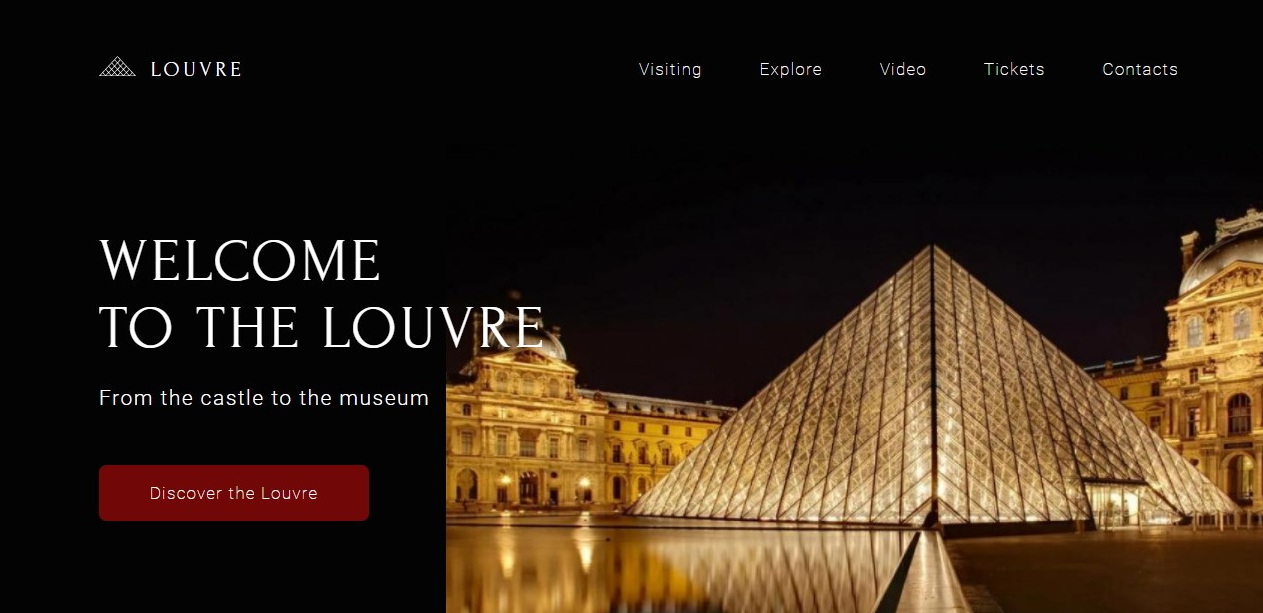 LOUVRE
Visiting Explore Video Tickets Contacts
WELCOME
TO THE LOUVRE
From the castle to the museum
Discover the Louvre